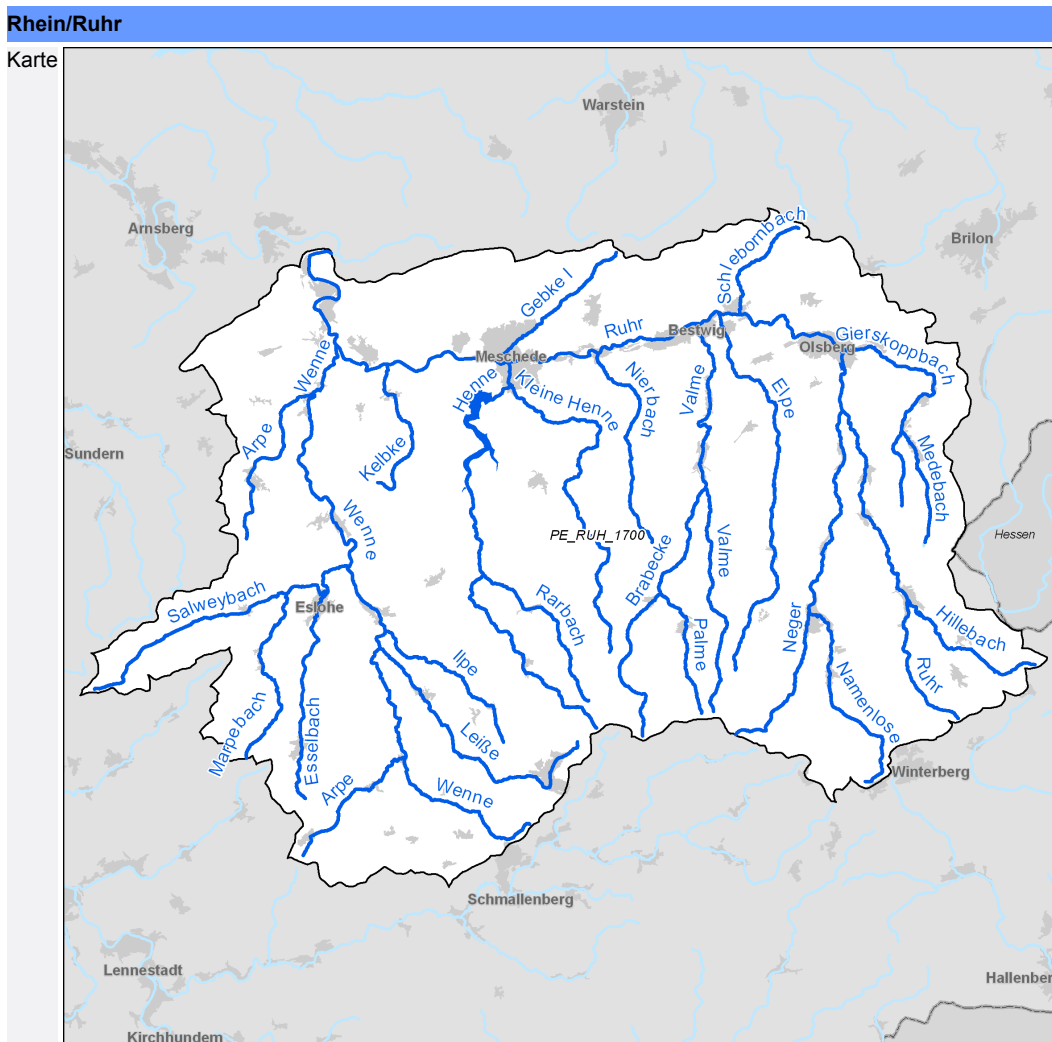 Rhein/Ruhr
Karte
Warstein
Arnsberg
Brilon
Schlebornbach
Gebke I
Ruhr
Bestwig
Gierskoppbach
Olsberg
Meschede
Wenne
Henne
Kleine Henne
Nierbach
Valme
Elpe
Arpe
Kelbke
Medebach
Sundern
Wenne
PE_RUH_1700
Hessen
Brabecke
Valme
Salweybach
Eslohe
Rarbach
Palme
Neger
Hillebach
Ilpe
Ruhr
Namenlose
Marpebach
Esselbach
Leiße
Arpe
Wenne
Winterberg
Schmallenberg
Lennestadt
Hallenber
Kirchhundem